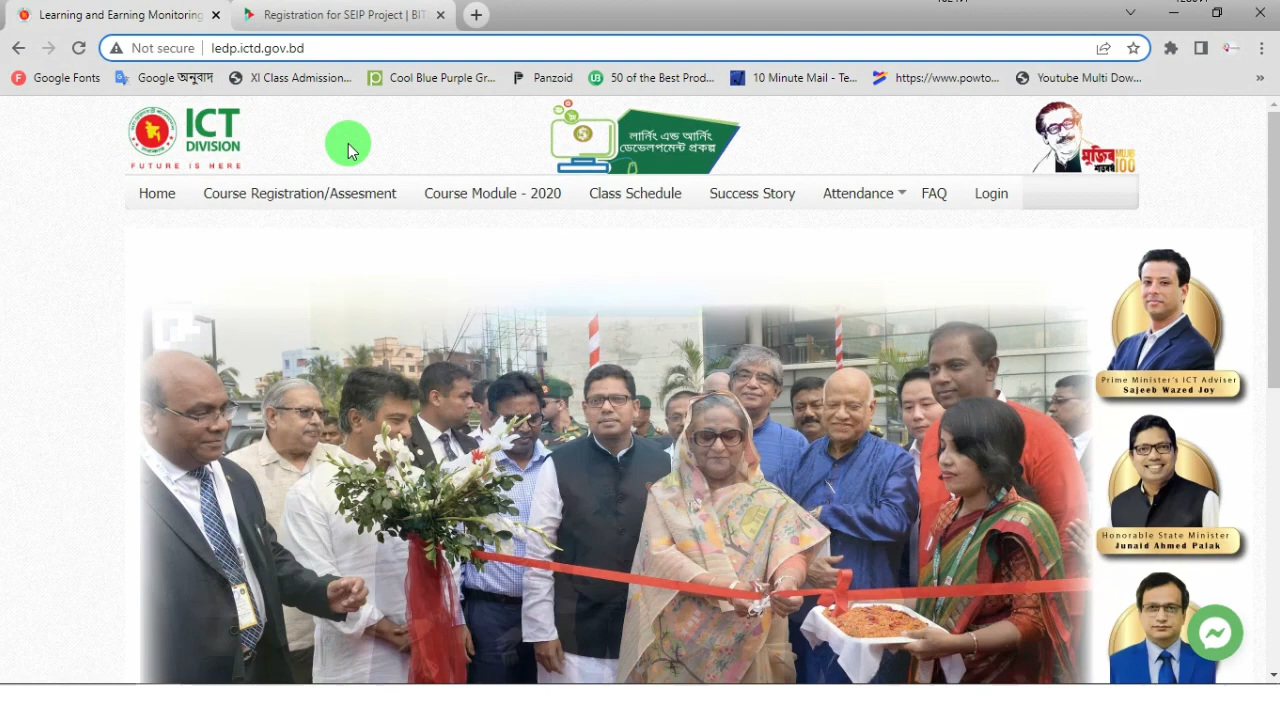 Learning and Earning Monitoring
Registration for SEIP Project | BIT
Not secure
ledp.ictd.gov.bd
Google Fonts
Google অনুবাদ
XI Class Admission...
Cool Blue Purple Gr...
Panzoid
50 of the Best Prod...
10 Minute Mail - Te...
https://www.powto...
Youtube Multi Dow...
»
ICT
DIVISION
FUTURE IS HERE
লার্নিং এন্ড আর্নিং
ডেভেলপমেন্ট প্রকল্প
মুজিব
শতবর্ষ
100
Home
Course Registration/Assesment
Course Module - 2020
Class Schedule
Success Story
Attendance
FAQ
Login
Prime Minister's ICT Adviser
Sajeeb Wazed Joy
Honorable State Minister
Junaid Ahmed Palak